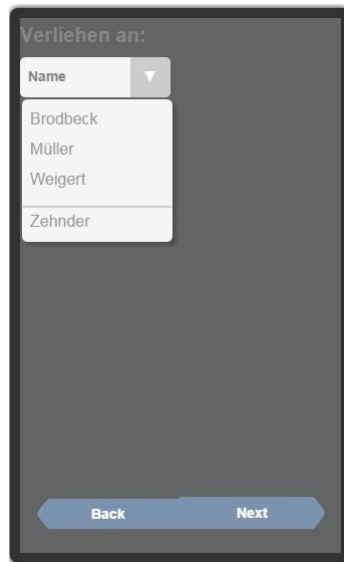 Verliehen an:
Name
Brodbeck
Müller
Weigert
Zehnder
Back Next